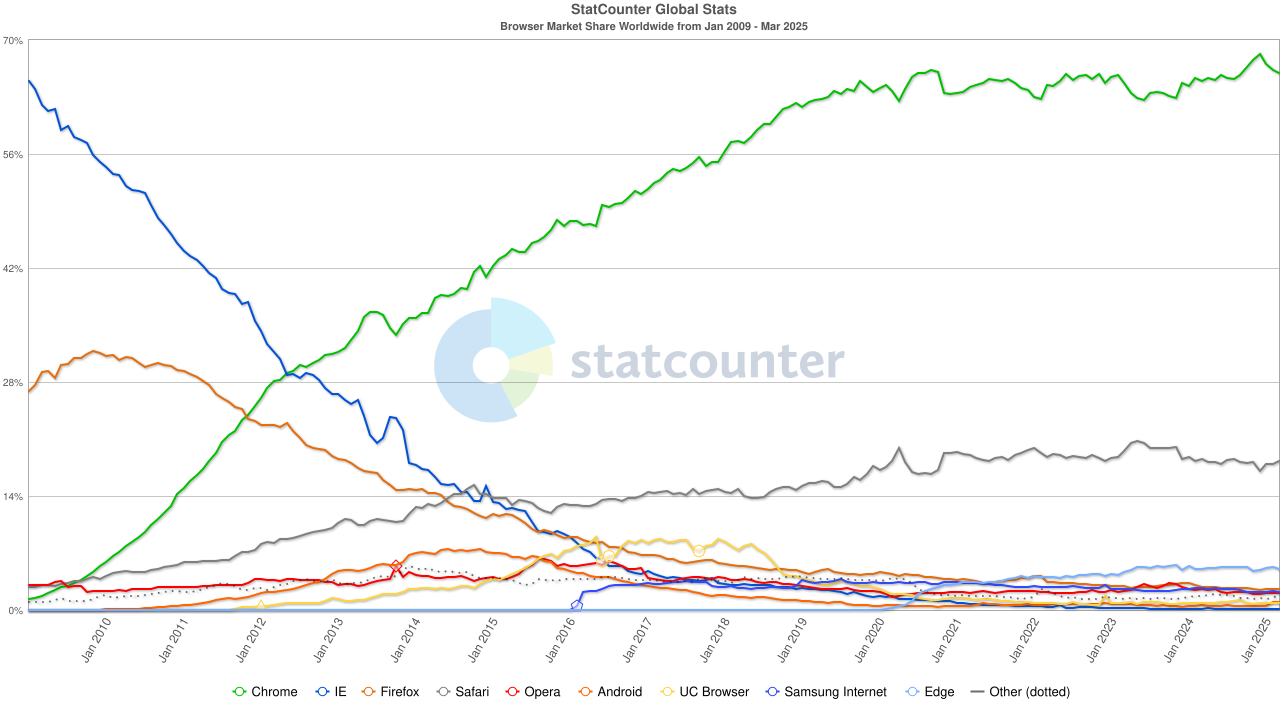 StatCounter Global Stats
Browser Market Share Worldwide from Jan 2009 - Mar 2025
70%
56%
42%
28%
14%
0%
statcounter
Jan 2010
Jan 2011
Jan 2012
Jan 2013
Jan 2014
Jan 2015
Jan 2016
Jan 2017
Jan 2018
Jan 2019
Jan 2020
Jan 2021
Jan 2022
Jan 2023
Jan 2024
Jan 2025
Chrome IE Firefox Safari Opera Android UC Browser Samsung Internet Edge Other (dotted)